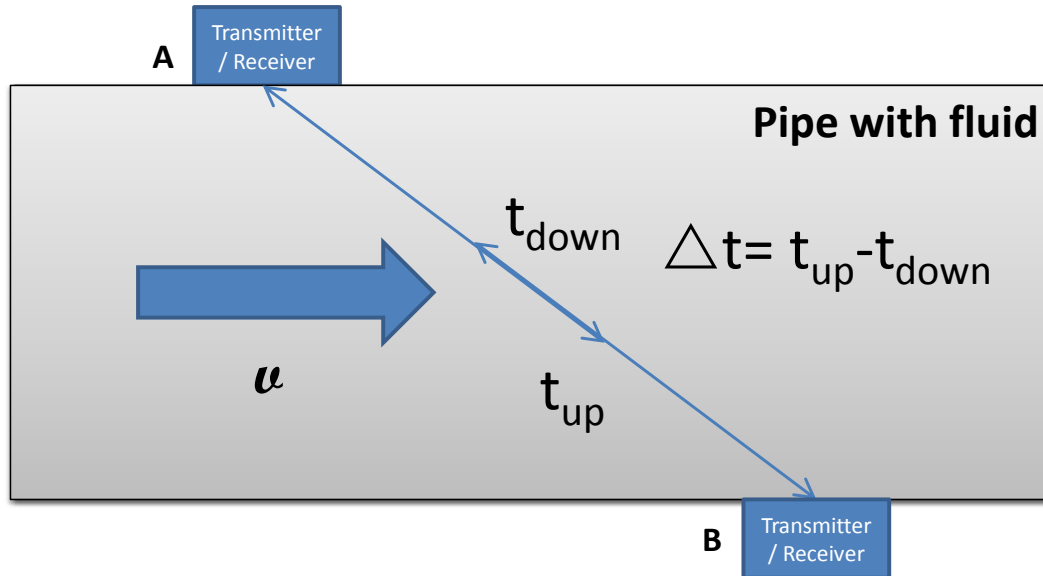 A
Transmitter
/ Receiver
Pipe with fluid
t_down
△t= t_up-t_down
v
t_up
B
Transmitter
/ Receiver